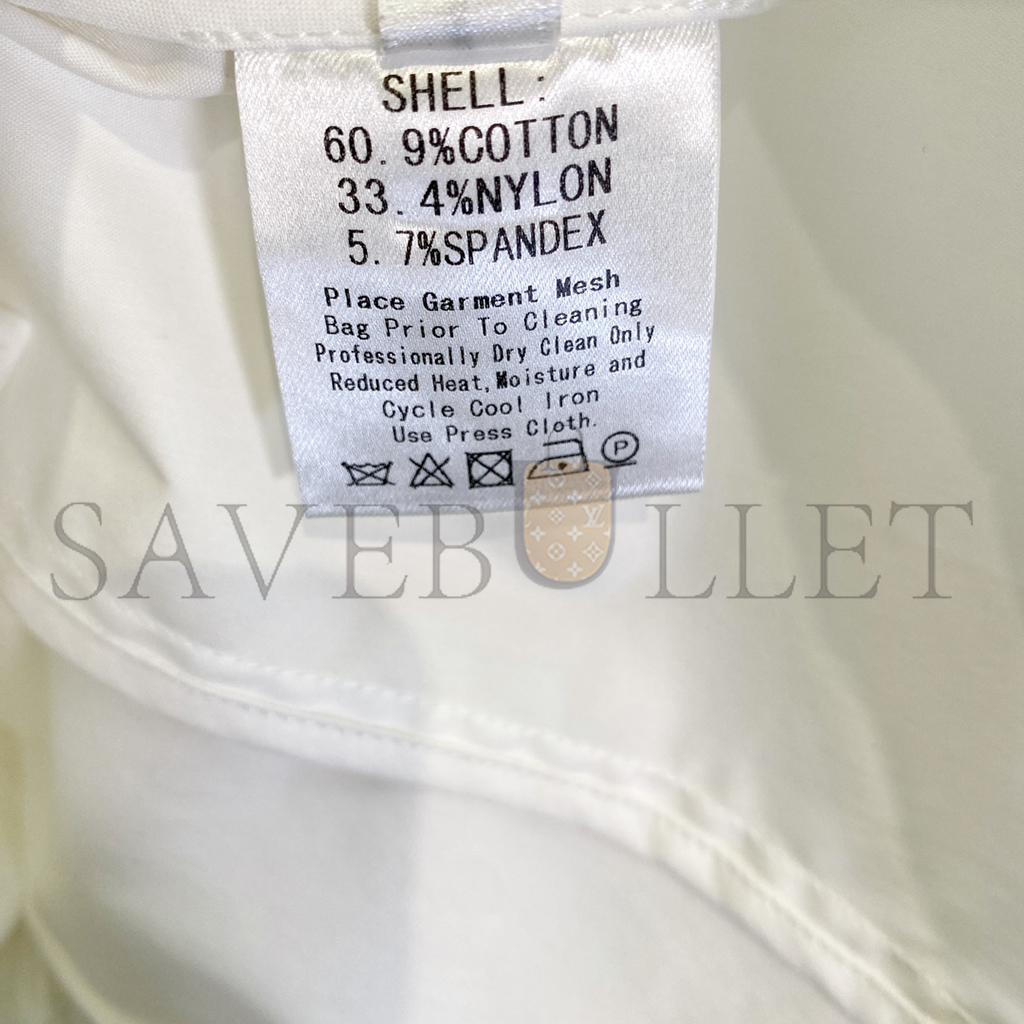 SHELL:
60.9%COTTON
33.4%NYLON
5.7%SPANDEX
Place Garment Mesh
Bag Prior To Cleaning
Professionally Dry Clean Only
Reduced Heat,Moisture and
Cycle Cool Iron
Use Press Cloth.
P
SAVEBULLET
LV